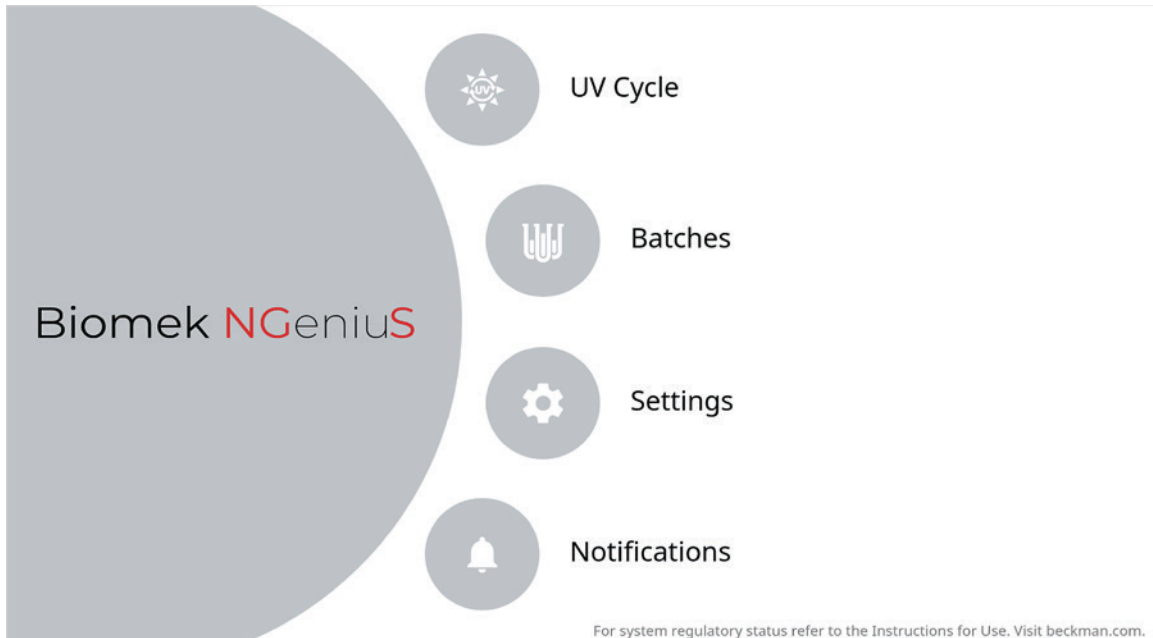 UV
UV Cycle
Batches
Biomek NGeniuS
Settings
Notifications
For system regulatory status refer to the Instructions for Use. Visit beckman.com.